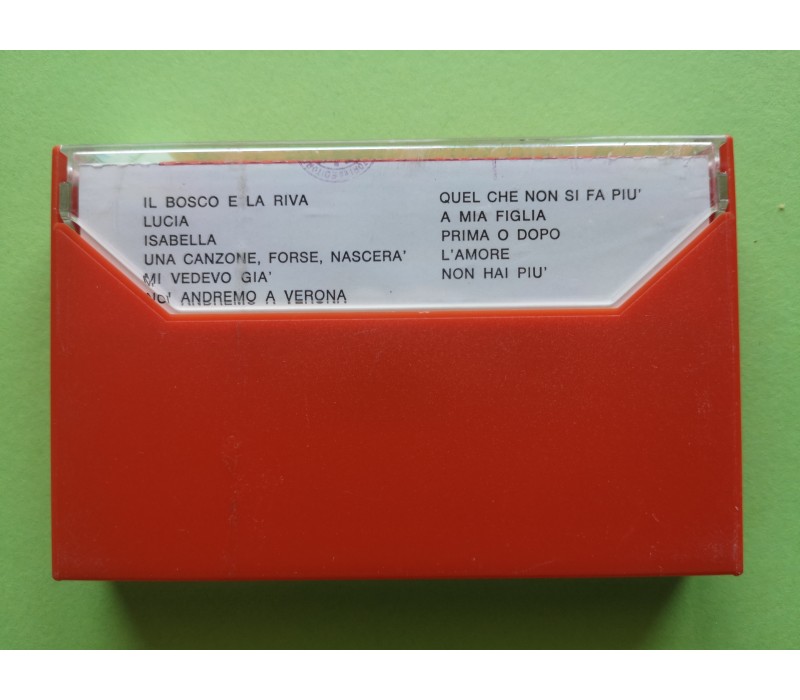 IL BOSCO E LA RIVA
LUCIA
ISABELLA
UNA CANZONE, FORSE, NASCERA'
MI VEDEVO GIA'
NOI ANDREMO A VERONA
QUEL CHE NON SI FA PIU'
A MIA FIGLIA
PRIMA O DOPO
L'AMORE
NON HAI PIU'